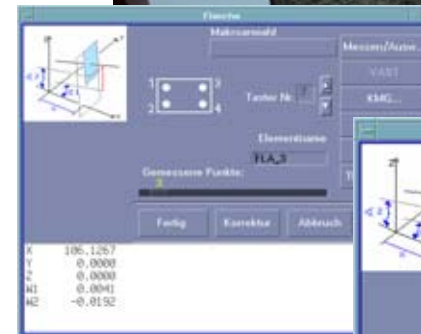 Flaeche
Makroauswahl
Messen/Ausw...
VAST
1 3
2 4
Taster Nr.
KMG...
Elementname
FLA_3
Gemessene Punkte:
3
Fertig Korrektur Abbruch
X 106.1267
Y 0.0000
Z 0.0000
W1 0.0041
W2 -0.0192